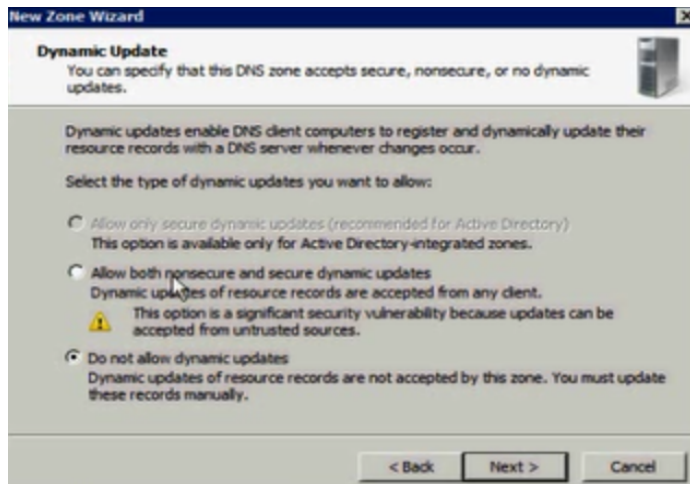 New Zone Wizard
Dynamic Update
You can specify that this DNS zone accepts secure, nonsecure, or no dynamic
updates.
Dynamic updates enable DNS client computers to register and dynamically update their
resource records with a DNS server whenever changes occur.
Select the type of dynamic updates you want to allow:
Allow only secure dynamic updates (recommended for Active Directory)
This option is available only for Active Directory-integrated zones.
Allow both nonsecure and secure dynamic updates
Dynamic updates of resource records are accepted from any client.
This option is a significant security vulnerability because updates can be
accepted from untrusted sources.
Do not allow dynamic updates
Dynamic updates of resource records are not accepted by this zone. You must update
these records manually.
< Back Next > Cancel